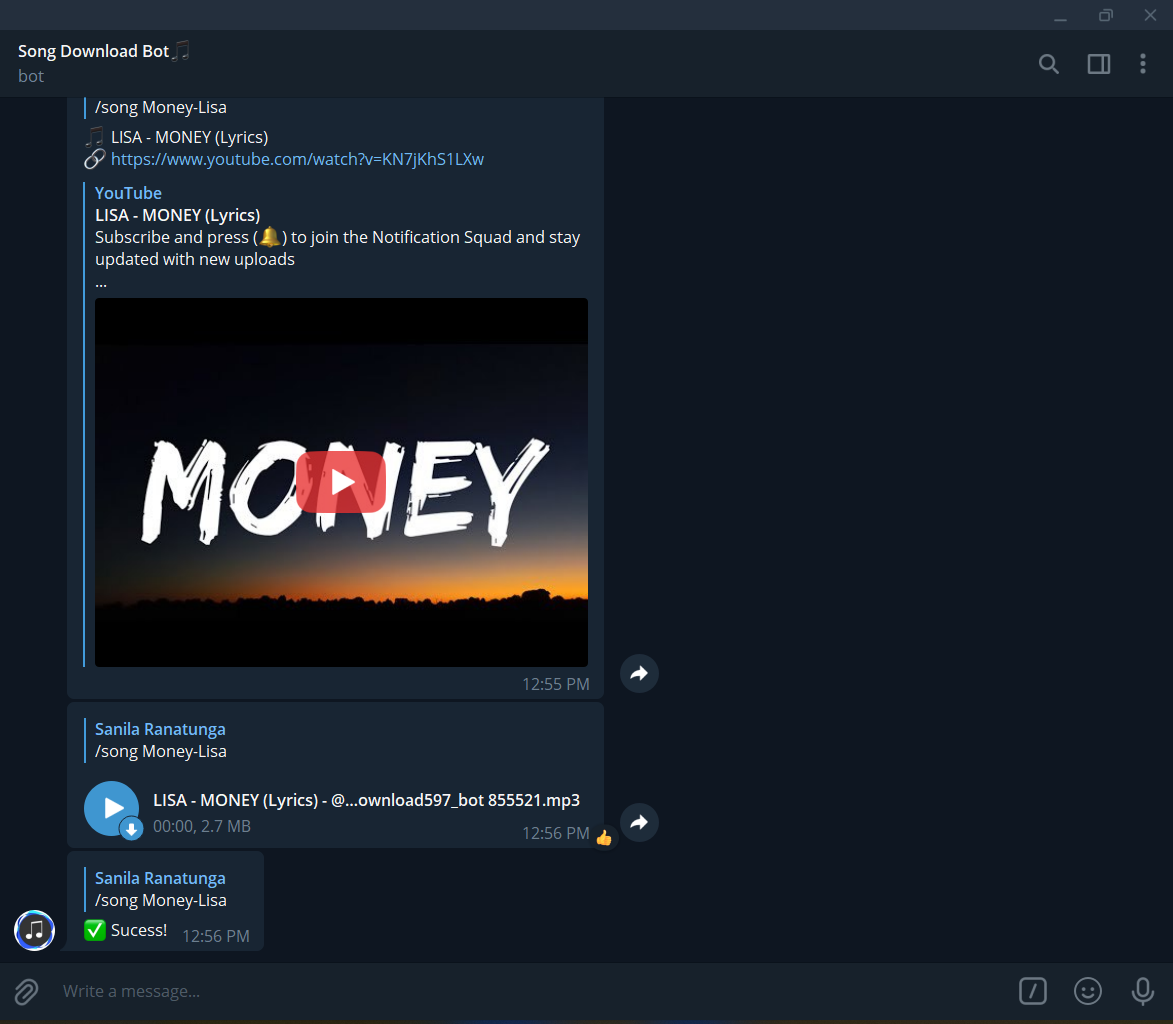 Song Download Bot🎵
bot
/song Money-Lisa
🎵 LISA - MONEY (Lyrics)
🔗 https://www.youtube.com/watch?v=KN7jKhS1LXw
YouTube
LISA - MONEY (Lyrics)
Subscribe and press (🔔) to join the Notification Squad and stay
updated with new uploads
...
MONEY
12:55 PM
Sanila Ranatunga
/song Money-Lisa
LISA - MONEY (Lyrics) - @...ownload597_bot 855521.mp3
00:00, 2.7 MB
12:56 PM 👍
Sanila Ranatunga
/song Money-Lisa
✅ Sucess! 12:56 PM
Write a message...